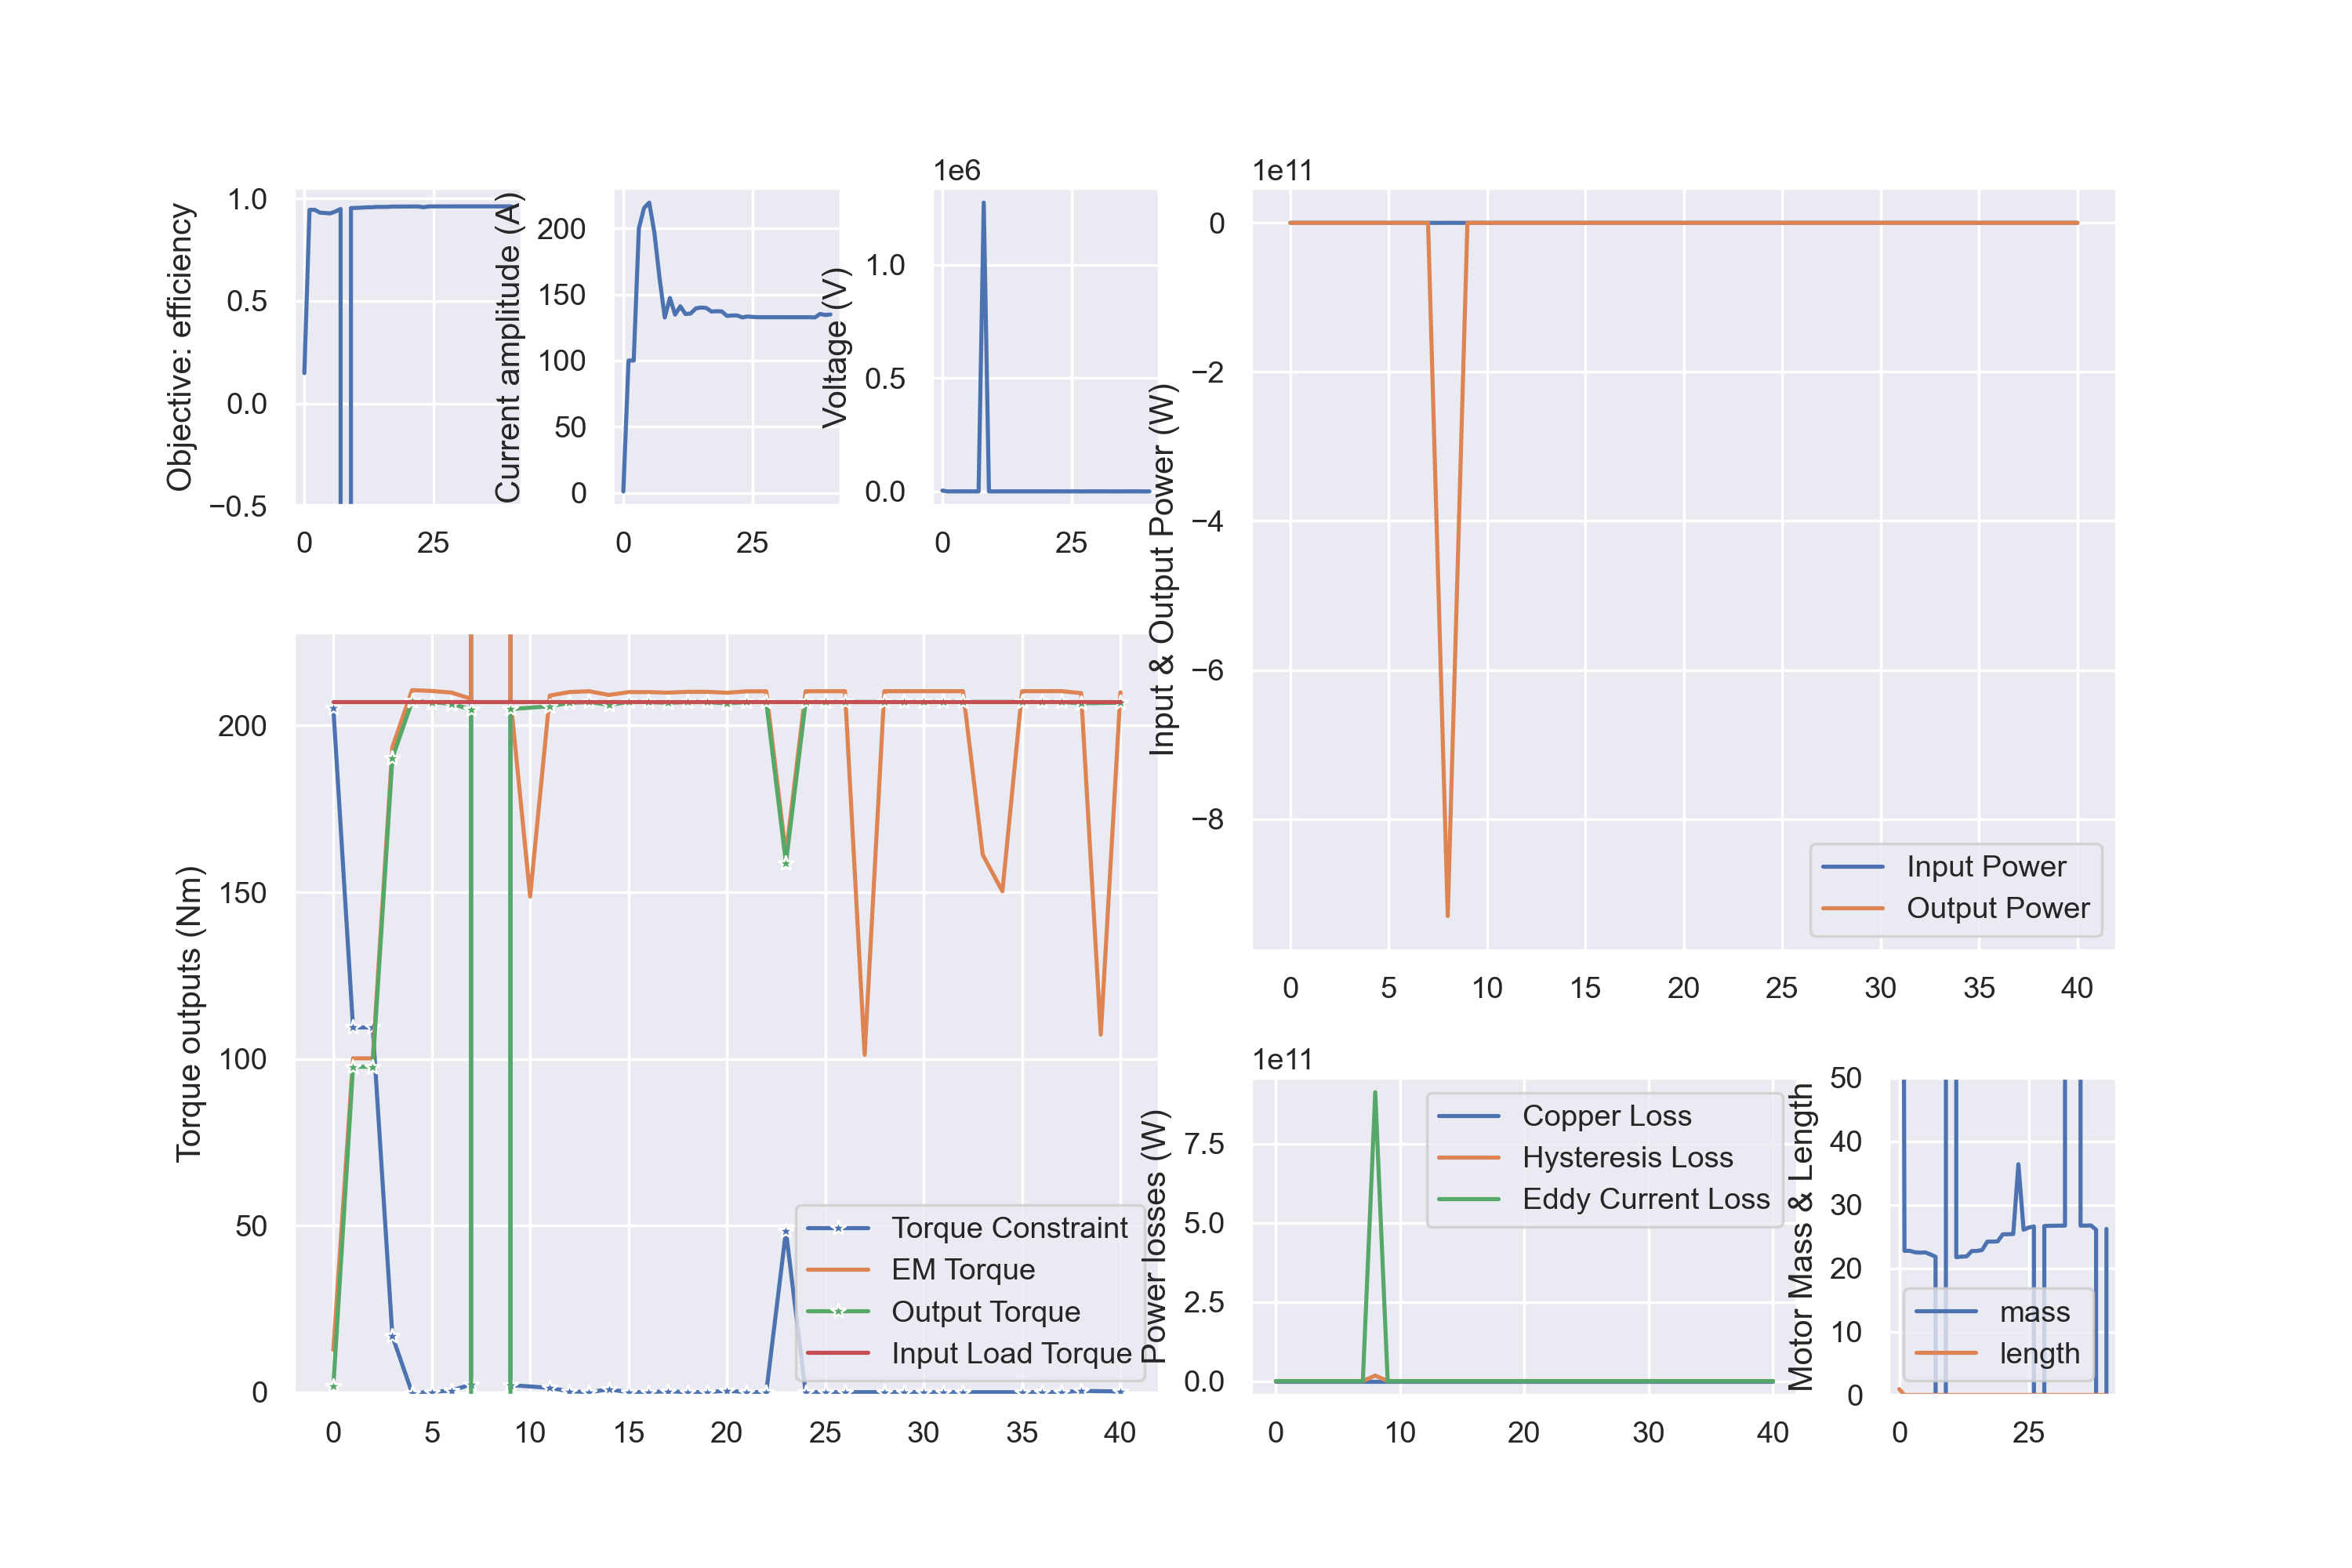 Objective: efficiency
1.0
0.5
0.0
−0.5
0 25
Current amplitude (A)
200
150
100
50
0
0 25
1e6
Voltage (V)
1.0
0.5
0.0
0 25
1e11
Input & Output Power (W)
0
−2
−4
−6
−8
0 5 10 15 20 25 30 35 40
Input Power
Output Power
Torque outputs (Nm)
200
150
100
50
0
0 5 10 15 20 25 30 35 40
Torque Constraint
EM Torque
Output Torque
Input Load Torque
1e11
Power losses (W)
7.5
5.0
2.5
0.0
0 10 20 30 40
Copper Loss
Hysteresis Loss
Eddy Current Loss
Motor Mass & Length
50
40
30
20
10
0
0 25
mass
length